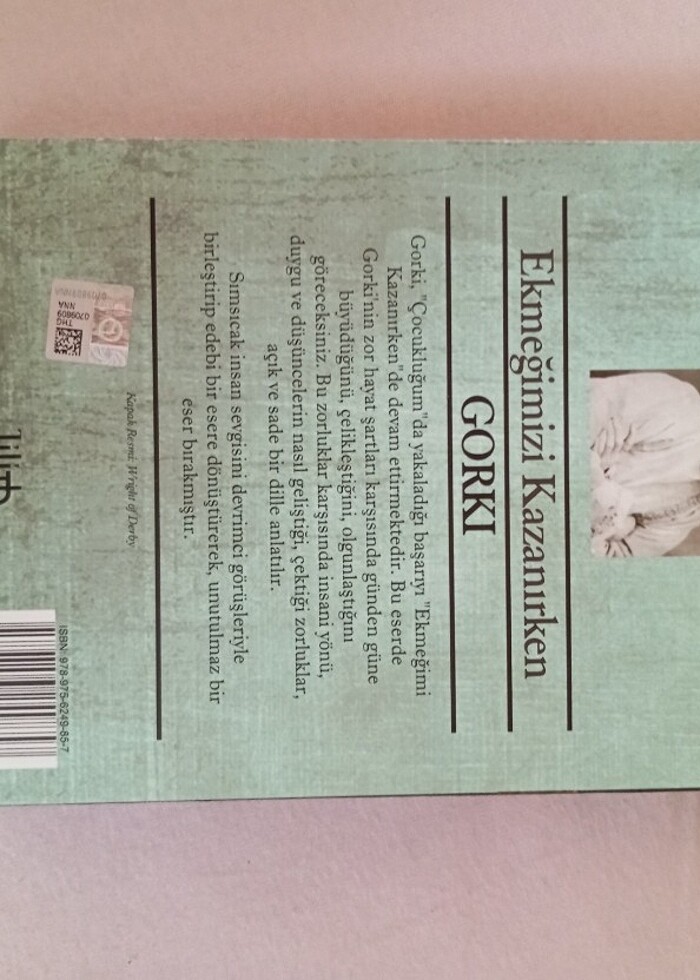 Ekmeğimizi Kazanırken
GORKI
Gorki, "Çocukluğum"da yakaladığı başarıyı "Ekmeğimi
Kazanırken"de devam ettirmektedir. Bu eserde
Gorki'nin zor hayat şartları karşısında günden güne
büyüdüğünü, çelikleştiğini, olgunlaştığını
göreceksiniz. Bu zorluklar karşısında insani yönü,
duygu ve düşüncelerin nasıl geliştiği, çektiği zorluklar,
açık ve sade bir dille anlatılır.
Sımsıcak insan sevgisini devrimci görüşleriyle
birleştirip edebi bir esere dönüştürerek, unutulmaz bir
eser bırakmıştır.
Kapak Resmi: Wright of Derby
THG
0709809
NNA
ISBN: 978-975-6249-85-7